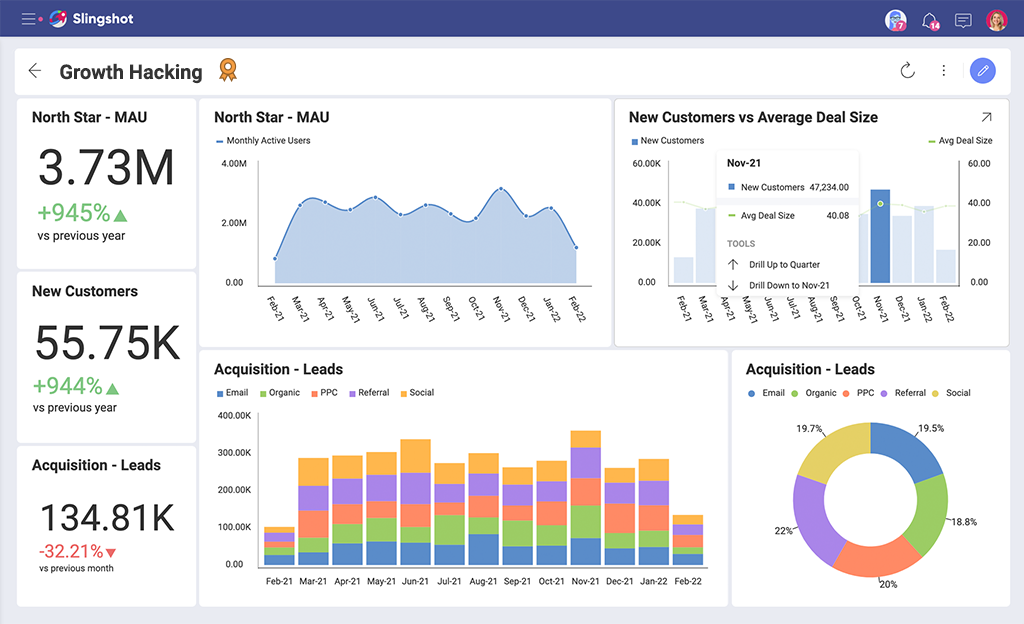 Slingshot
7
14
Growth Hacking
North Star - MAU
3.73M
+945%
vs previous year
New Customers
55.75K
+944%
vs previous year
Acquisition - Leads
134.81K
-32.21%
vs previous month
North Star - MAU
Monthly Active Users
4.00M
2.00M
0.00
Feb-21 Mar-21 Apr-21 May-21 Jun-21 Jul-21 Aug-21 Sep-21 Oct-21 Nov-21 Dec-21 Jan-22 Feb-22
New Customers vs Average Deal Size
New Customers Avg Deal Size
60.00K 60.00
40.00K 40.00
20.00K 20.00
0.00 0.00
Nov-21
New Customers 47,234.00
Avg Deal Size 40.08
TOOLS
Drill Up to Quarter
Drill Down to Nov-21
Feb-21 Mar-21 Apr-21 May-21 Jun-21 Jul-21 Aug-21 Sep-21 Oct-21 Nov-21 Dec-21 Jan-22 Feb-22
Acquisition - Leads
Email Organic PPC Referral Social
400.00K
300.00K
200.00K
100.00K
0.00
Feb-21 Mar-21 Apr-21 May-21 Jun-21 Jul-21 Aug-21 Sep-21 Oct-21 Nov-21 Dec-21 Jan-22 Feb-22
Acquisition - Leads
Email Organic PPC Referral Social
19.7% 19.5%
18.8%
22%
20%